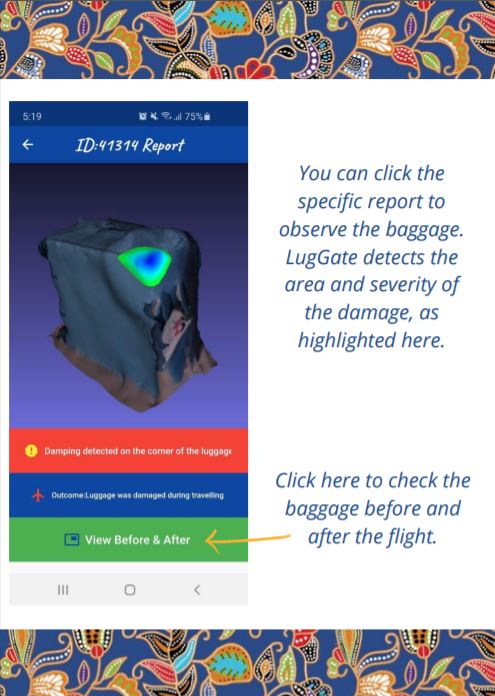 5:19
75%
ID:41314 Report
You can click the
specific report to
observe the baggage.
LugGate detects the
area and severity of
the damage, as
highlighted here.
Damping detected on the corner of the luggage
Outcome:Luggage was damaged during travelling
View Before & After
Click here to check the
baggage before and
after the flight.